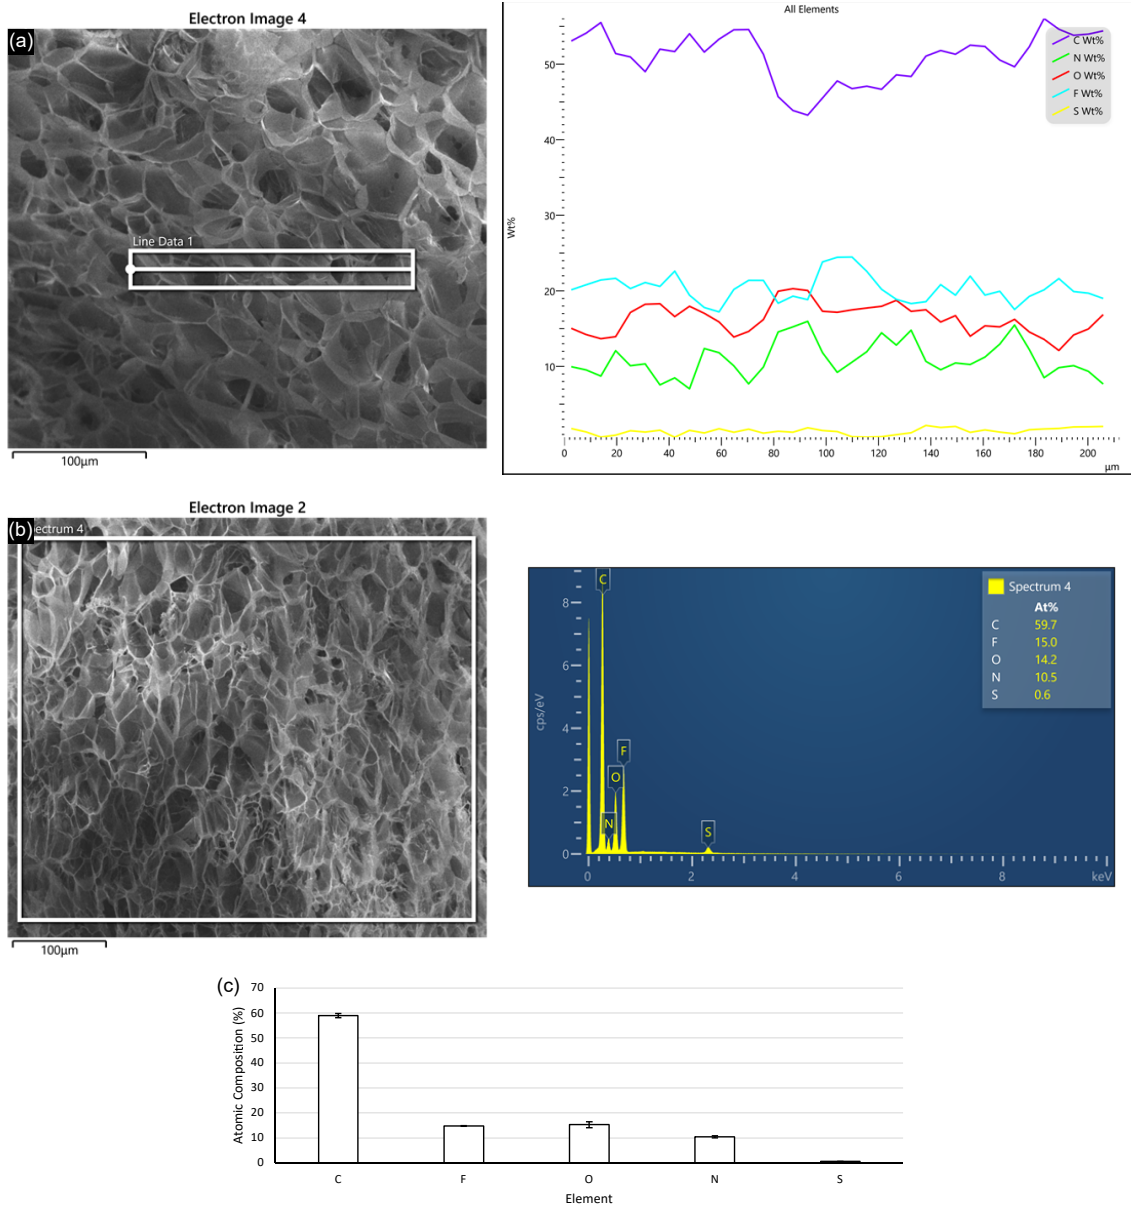 Electron Image 4
(a)
Line Data 1
100µm
All Elements
Wt%
50
40
30
20
10
0 20 40 60 80 100 120 140 160 180 200
µm
C Wt%
N Wt%
O Wt%
F Wt%
S Wt%
Electron Image 2
(b) ectrum 4
100µm
cps/eV
8
6
4
2
0
0 2 4 6 8 keV
C
N
O
F
S
Spectrum 4
At%
C 59.7
F 15.0
O 14.2
N 10.5
S 0.6
(c)
Atomic Composition (%)
70
60
50
40
30
20
10
0
C F O N S
Element